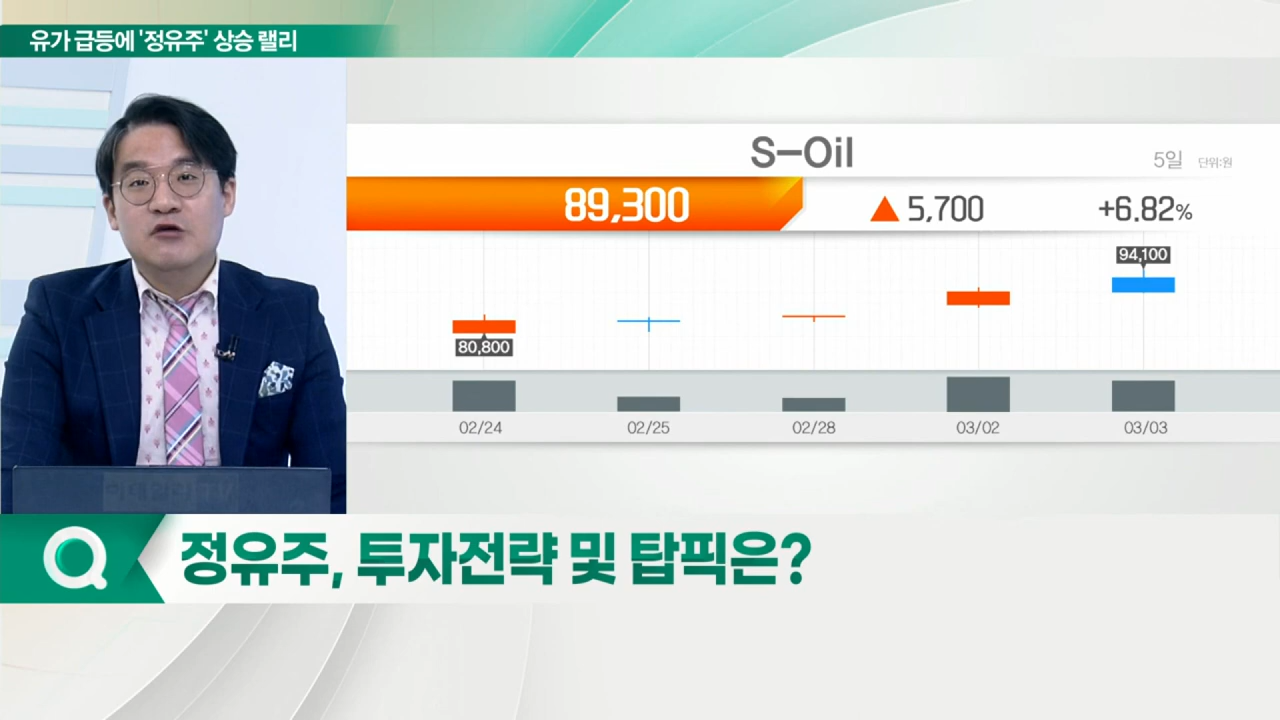 유가 급등에 '정유주' 상승 랠리
S-Oil
5일 단위:원
89,300 ▲ 5,700 +6.82%
94,100
80,800
02/24 02/25 02/28 03/02 03/03
Q 정유주, 투자전략 및 탑픽은?